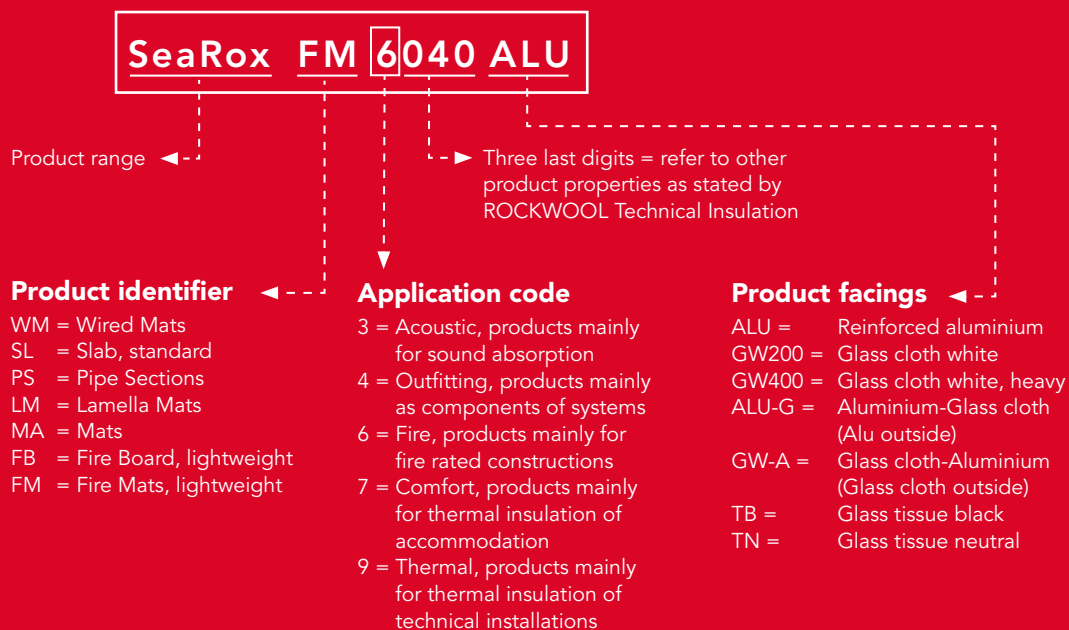 SeaRox FM 6040 ALU
Product range
Three last digits = refer to other
product properties as stated by
ROCKWOOL Technical Insulation
Product identifier
WM = Wired Mats
SL = Slab, standard
PS = Pipe Sections
LM = Lamella Mats
MA = Mats
FB = Fire Board, lightweight
FM = Fire Mats, lightweight
Application code
3 = Acoustic, products mainly
for sound absorption
4 = Outfitting, products mainly
as components of systems
6 = Fire, products mainly for
fire rated constructions
7 = Comfort, products mainly
for thermal insulation of
accommodation
9 = Thermal, products mainly
for thermal insulation of
technical installations
Product facings
ALU = Reinforced aluminium
GW200 = Glass cloth white
GW400 = Glass cloth white, heavy
ALU-G = Aluminium-Glass cloth
(Alu outside)
GW-A = Glass cloth-Aluminium
(Glass cloth outside)
TB = Glass tissue black
TN = Glass tissue neutral